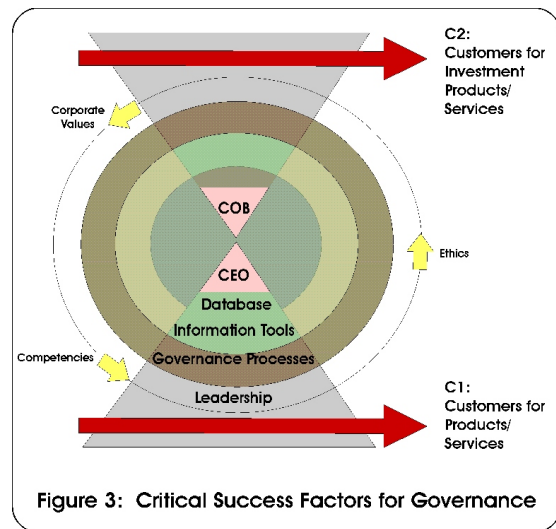 C2:
Customers for
Investment
Products/
Services
Corporate
Values
COB
Ethics
CEO
Database
Information Tools
Governance Processes
Competencies
Leadership
C1:
Customers for
Products/
Services
Figure 3: Critical Success Factors for Governance